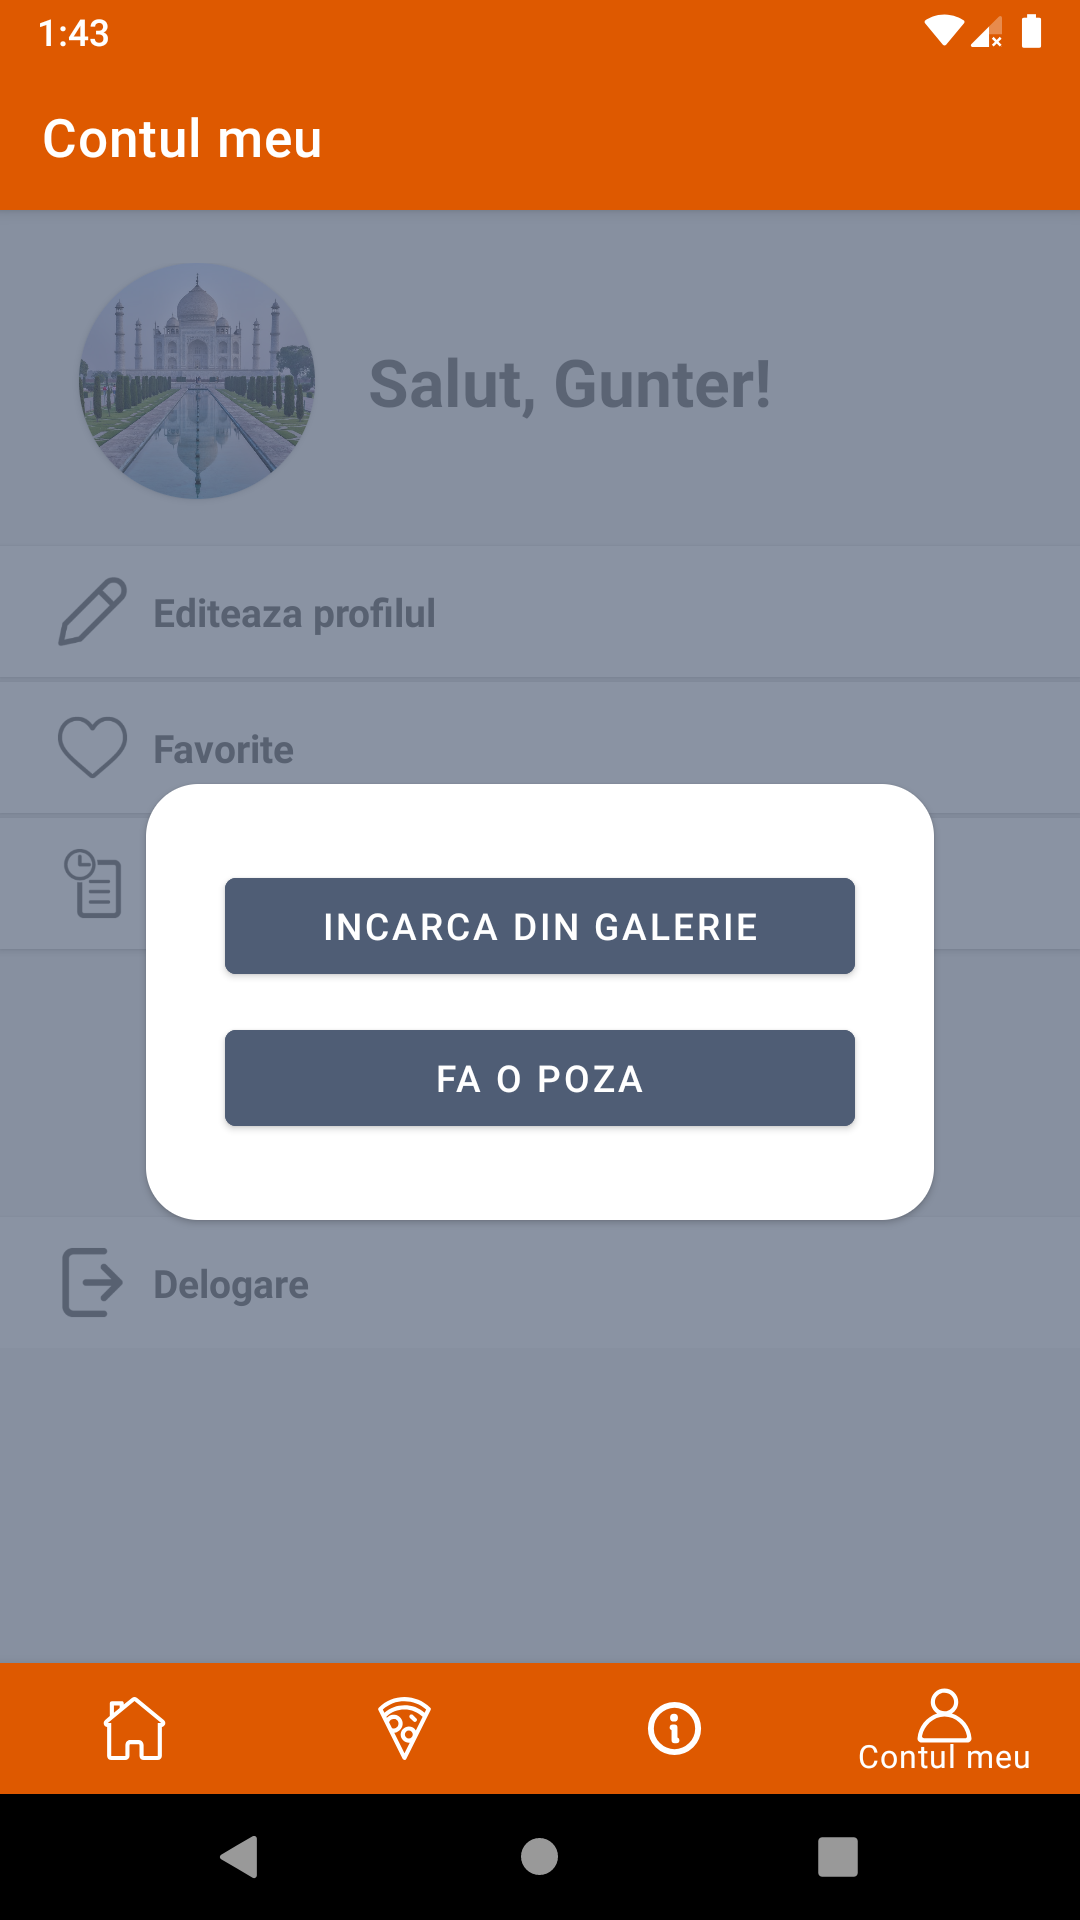 1:43
Contul meu
Salut, Gunter!
Editeaza profilul
Favorite
INCARCA DIN GALERIE
FA O POZA
Delogare
Contul meu